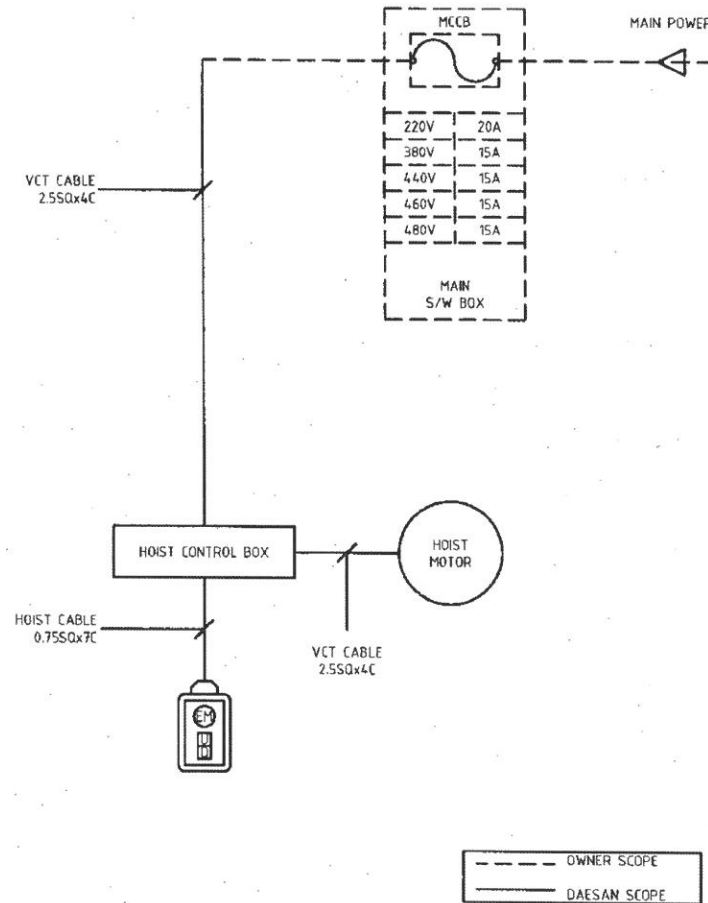 MCCB
MAIN POWER
220V 20A
380V 15A
440V 15A
460V 15A
480V 15A
MAIN
S/W BOX
VCT CABLE
2.5SQx4C
HOIST CONTROL BOX
HOIST
MOTOR
HOIST CABLE
0.75SQx7C
VCT CABLE
2.5SQx4C
EM
U
D
OWNER SCOPE
DAESAN SCOPE